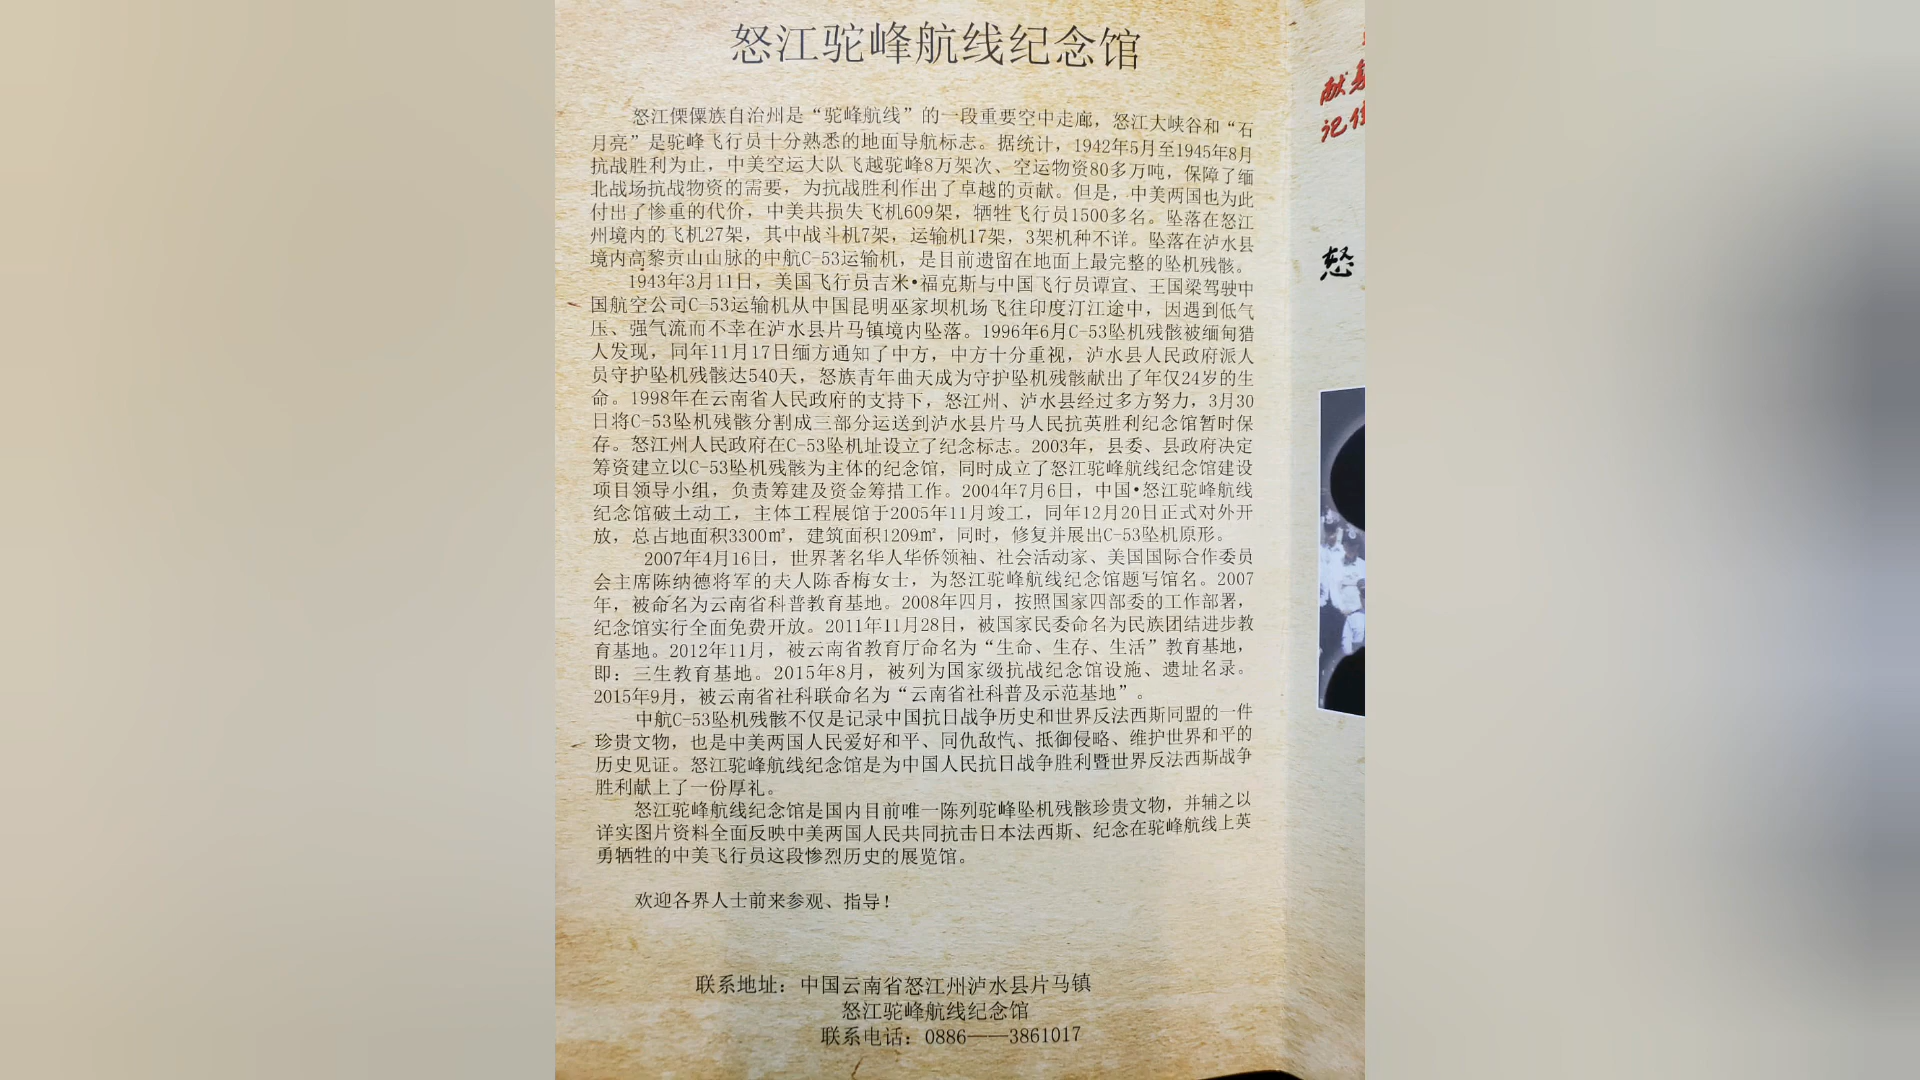 怒江驼峰航线纪念馆
怒江傈僳族自治州是“驼峰航线”的一段重要空中走廊，怒江大峡谷和“石
月亮”是驼峰飞行员十分熟悉的地面导航标志。据统计，1942年5月至1945年8月
抗战胜利为止，中美空运大队飞越驼峰8万架次、空运物资80多万吨，保障了缅
北战场抗战物资的需要，为抗战胜利作出了卓越的贡献。但是，中美两国也为此
付出了惨重的代价，中美共损失飞机609架，牺牲飞行员1500多名。坠落在怒江
州境内的飞机27架，其中战斗机7架，运输机17架，3架机种不详。坠落在泸水县
境内高黎贡山山脉的中航C-53运输机，是目前遗留在地面上最完整的坠机残骸。
1943年3月11日，美国飞行员吉米•福克斯与中国飞行员谭宣、王国梁驾驶中
国航空公司C-53运输机从中国昆明巫家坝机场飞往印度汀江途中，因遇到低气
压、强气流而不幸在泸水县片马镇境内坠落。1996年6月C-53坠机残骸被缅甸猎
人发现，同年11月17日缅方通知了中方，中方十分重视，泸水县人民政府派人
员守护坠机残骸达540天，怒族青年曲天成为守护坠机残骸献出了年仅24岁的生
命。1998年在云南省人民政府的支持下，怒江州、泸水县经过多方努力，3月30
日将C-53坠机残骸分割成三部分运送到泸水县片马人民抗英胜利纪念馆暂时保
存。怒江州人民政府在C-53坠机址设立了纪念标志。2003年，县委、县政府决定
筹资建立以C-53坠机残骸为主体的纪念馆，同时成立了怒江驼峰航线纪念馆建设
项目领导小组，负责筹建及资金筹措工作。2004年7月6日，中国•怒江驼峰航线
纪念馆破土动工，主体工程展馆于2005年11月竣工，同年12月20日正式对外开
放，总占地面积3300㎡，建筑面积1209㎡，同时，修复并展出C-53坠机原形。
2007年4月16日，世界著名华人华侨领袖、社会活动家、美国国际合作委员
会主席陈纳德将军的夫人陈香梅女士，为怒江驼峰航线纪念馆题写馆名。2007
年，被命名为云南省科普教育基地。2008年四月，按照国家四部委的工作部署，
纪念馆实行全面免费开放。2011年11月28日，被国家民委命名为民族团结进步教
育基地。2012年11月，被云南省教育厅命名为“生命、生存、生活”教育基地，
即：三生教育基地。2015年8月，被列为国家级抗战纪念馆设施、遗址名录。
2015年9月，被云南省社科联命名为“云南省社科普及示范基地”。
中航C-53坠机残骸不仅是记录中国抗日战争历史和世界反法西斯同盟的一件
珍贵文物，也是中美两国人民爱好和平、同仇敌忾、抵御侵略、维护世界和平的
历史见证。怒江驼峰航线纪念馆是为中国人民抗日战争胜利暨世界反法西斯战争
胜利献上了一份厚礼。
怒江驼峰航线纪念馆是国内目前唯一陈列驼峰坠机残骸珍贵文物，并辅之以
详实图片资料全面反映中美两国人民共同抗击日本法西斯、纪念在驼峰航线上英
勇牺牲的中美飞行员这段惨烈历史的展览馆。
欢迎各界人士前来参观、指导！
联系地址：中国云南省怒江州泸水县片马镇
怒江驼峰航线纪念馆
联系电话：0886——3861017
献
记
怒